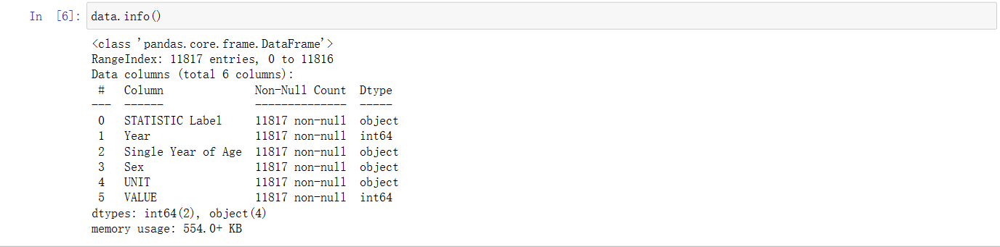 In [6]: data.info()
<class 'pandas.core.frame.DataFrame'>
RangeIndex: 11817 entries, 0 to 11816
Data columns (total 6 columns):
 #   Column              Non-Null Count  Dtype
---  ------              --------------  -----
 0   STATISTIC Label     11817 non-null  object
 1   Year                11817 non-null  int64
 2   Single Year of Age  11817 non-null  object
 3   Sex                 11817 non-null  object
 4   UNIT                11817 non-null  object
 5   VALUE               11817 non-null  int64
dtypes: int64(2), object(4)
memory usage: 554.0+ KB